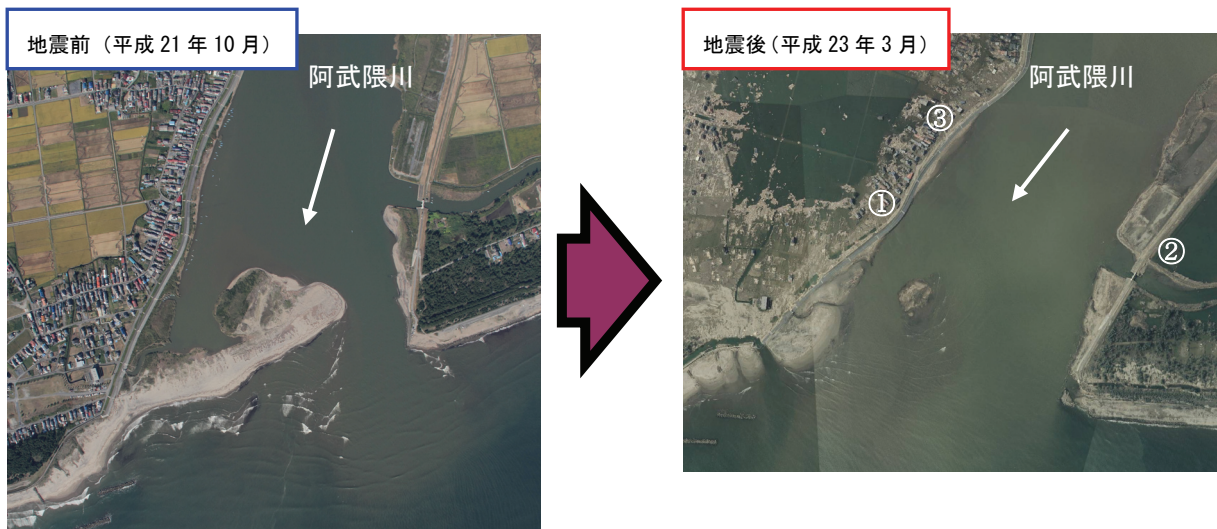 地震前（平成 21 年 10 月）
阿武隈川
地震後（平成 23 年 3 月）
阿武隈川
③
①
②